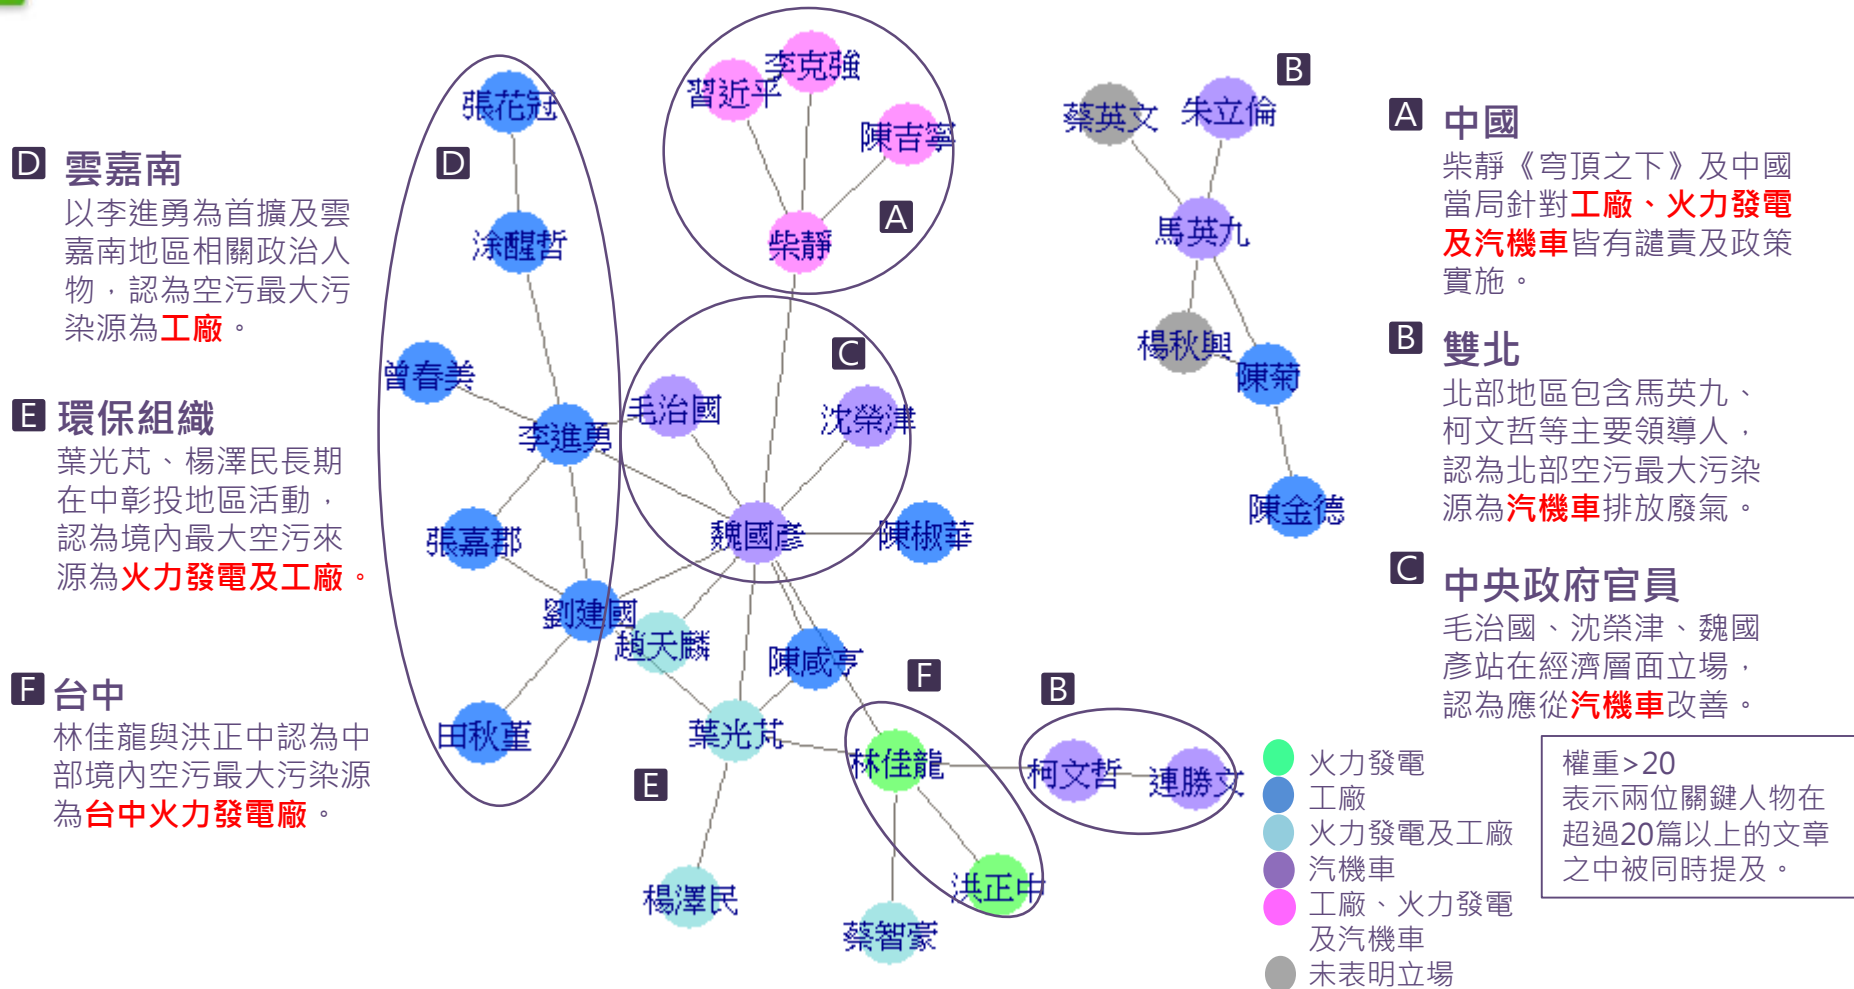 D 雲嘉南
以李進勇為首擴及雲
嘉南地區相關政治人
物，認為空污最大污
染源為工廠。
E 環保組織
葉光芃、楊澤民長期
在中彰投地區活動，
認為境內最大空污來
源為火力發電及工廠。
F 台中
林佳龍與洪正中認為中
部境內空污最大污染源
為台中火力發電廠。
D
張花冠
涂醒哲
曾春美
李進勇
張嘉郡
劉建國
田秋堇
A
李克強
習近平
陳吉寧
柴靜
C
毛治國
沈榮津
魏國彥
陳椒華
趙天麟
陳咸亨
E
葉光芃
楊澤民
F
林佳龍
洪正中
蔡智豪
B
柯文哲
連勝文
B
蔡英文
朱立倫
馬英九
楊秋興
陳菊
陳金德
A 中國
柴靜《穹頂之下》及中國
當局針對工廠、火力發電
及汽機車皆有譴責及政策
實施。
B 雙北
北部地區包含馬英九、
柯文哲等主要領導人，
認為北部空污最大污染
源為汽機車排放廢氣。
C 中央政府官員
毛治國、沈榮津、魏國
彥站在經濟層面立場，
認為應從汽機車改善。
火力發電
工廠
火力發電及工廠
汽機車
工廠、火力發電
及汽機車
未表明立場
權重>20
表示兩位關鍵人物在
超過20篇以上的文章
之中被同時提及。